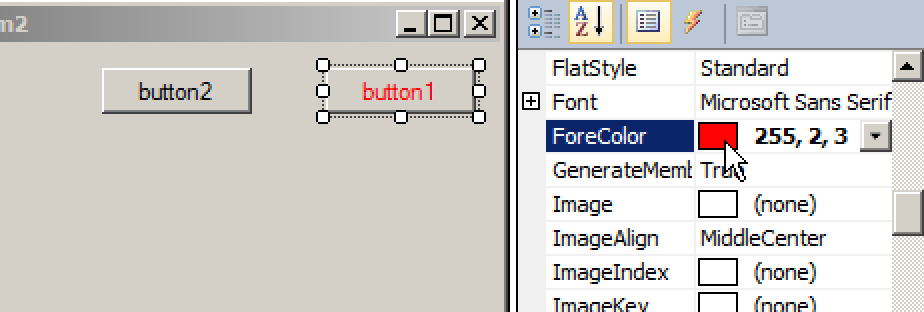 m2
button2
button1
FlatStyle Standard
Font Microsoft Sans Serif
ForeColor 255, 2, 3
GenerateMemb
Image (none)
ImageAlign MiddleCenter
ImageIndex (none)
ImageKey (none)